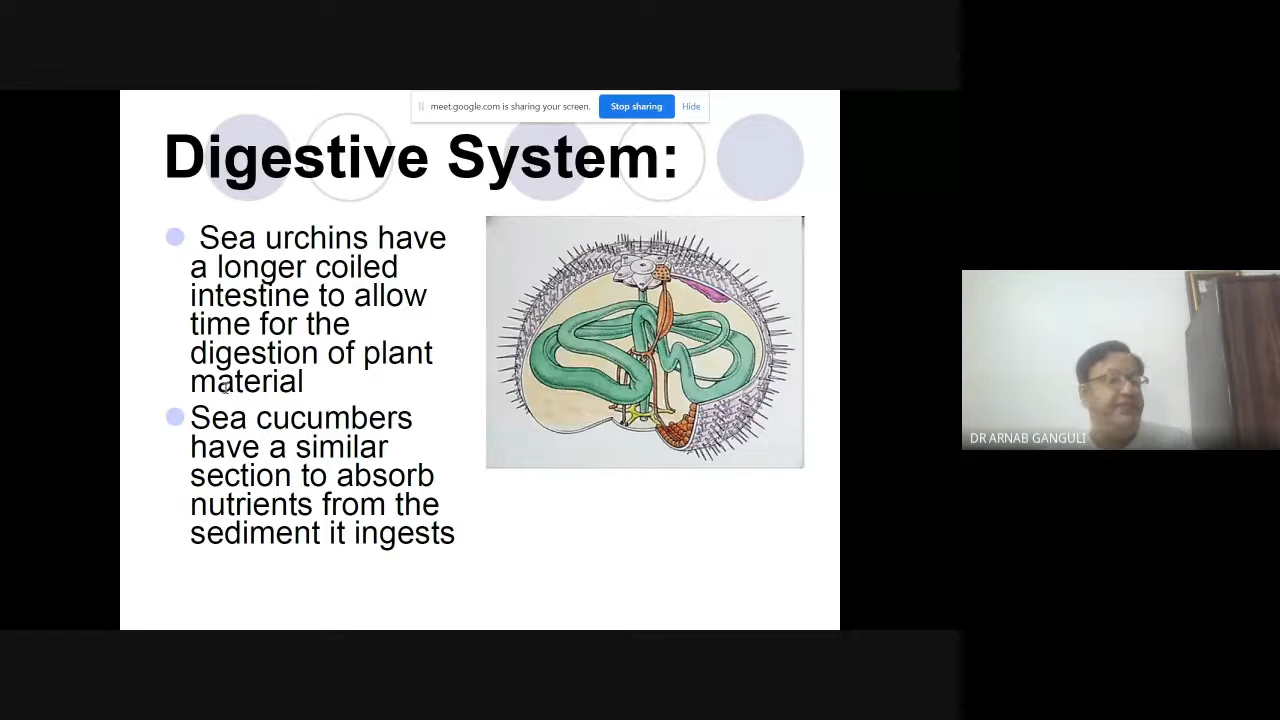 meet.google.com is sharing your screen. Stop sharing Hide
Digestive System:
Sea urchins have
a longer coiled
intestine to allow
time for the
digestion of plant
material
Sea cucumbers
have a similar
section to absorb
nutrients from the
sediment it ingests
DR ARNAB GANGULI